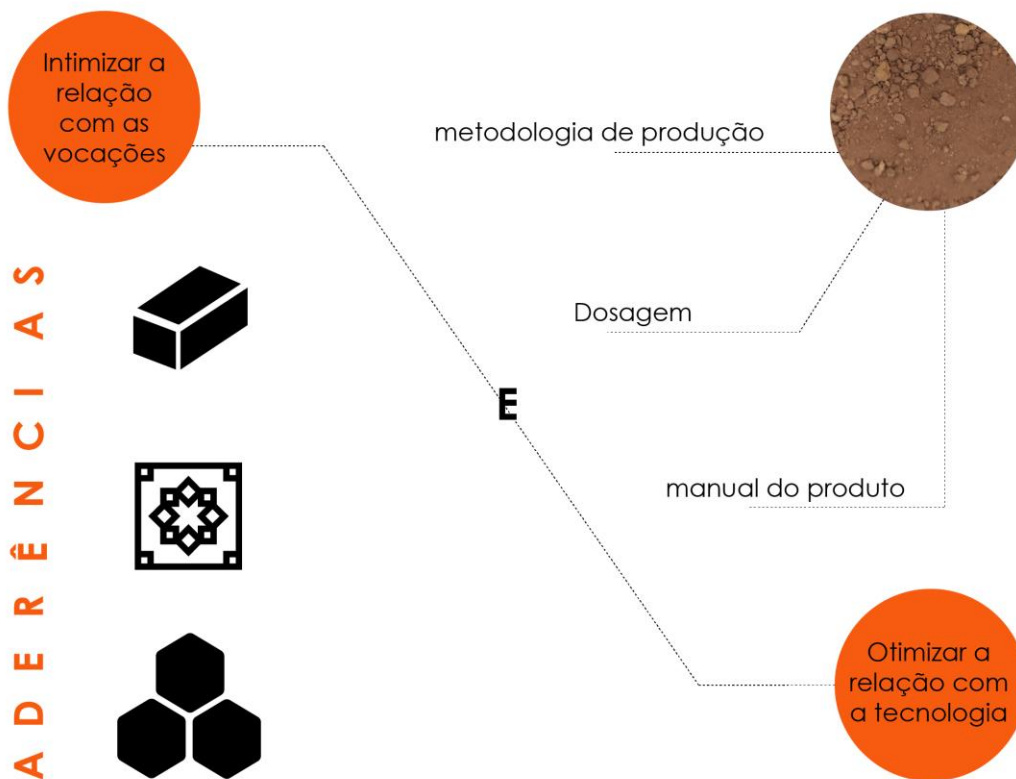 Intimizar a
relação
com as
vocações
metodologia de produção
Dosagem
E
manual do produto
Otimizar a
relação com
a tecnologia
ADERÊNCIAS